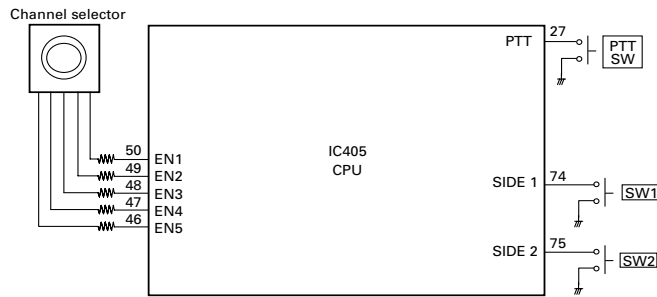 Channel selector
27
PTT
PTT
SW
50
EN1
49
EN2
48
EN3
47
EN4
46
EN5
IC405
CPU
SIDE 1
74
SW1
SIDE 2
75
SW2